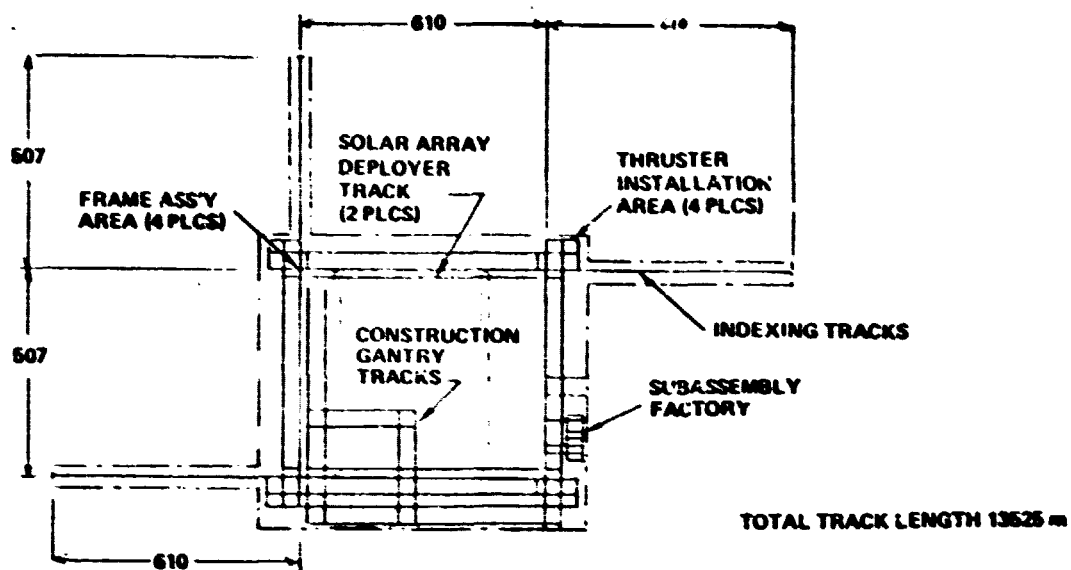 610
507
SOLAR ARRAY
DEPLOYER
TRACK
(2 PLCS)
THRUSTER
INSTALLATION
AREA (4 PLCS)
FRAME ASS'Y
AREA (4 PLCS)
507
CONSTRUCTION
GANTRY
TRACKS
INDEXING TRACKS
SUBASSEMBLY
FACTORY
TOTAL TRACK LENGTH 13525 m
610